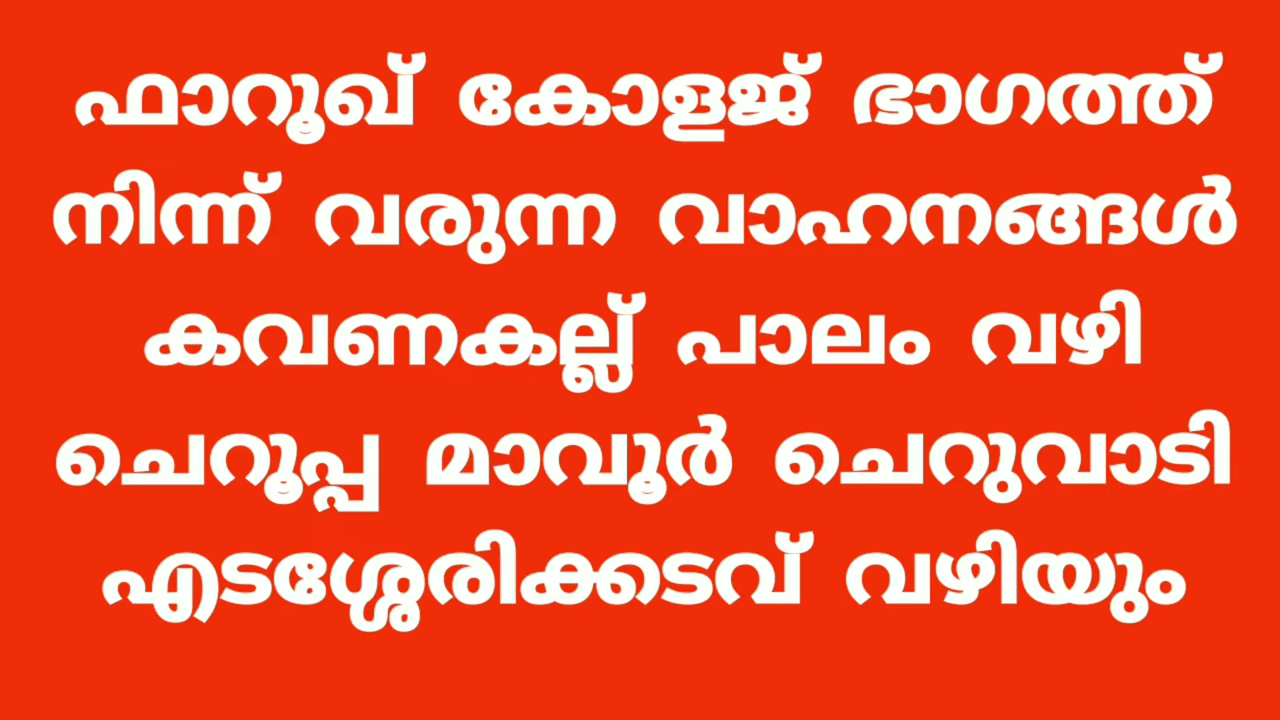 ഫാറൂഖ് കോളജ് ഭാഗത്ത്
നിന്ന് വരുന്ന വാഹനങ്ങൾ
കവണകല്ല് പാലം വഴി
ചെറൂപ്പ മാവൂർ ചെറുവാടി
എടശ്ശേരിക്കടവ് വഴിയും